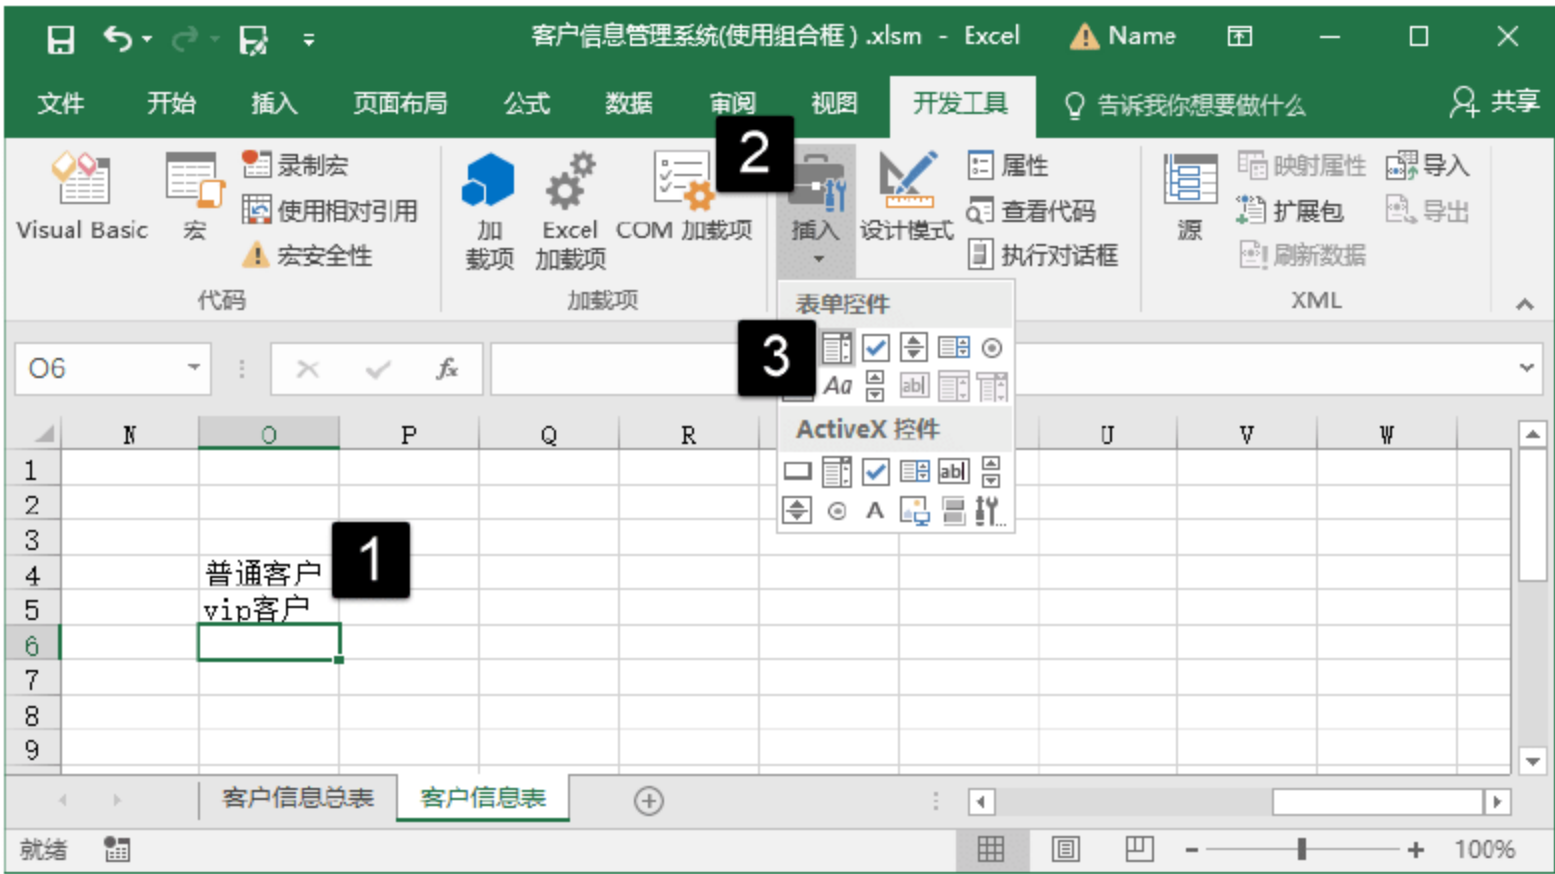 客户信息管理系统(使用组合框 ) .xlsm - Excel
Name
文件 开始 插入 页面布局 公式 数据 审阅 视图 开发工具 告诉我你想要做什么 共享
2
Visual Basic
宏
录制宏
使用相对引用
宏安全性
代码
加
载项
Excel
加载项
COM 加载项
加载项
插入
设计模式
属性
查看代码
执行对话框
源
映射属性
扩展包
刷新数据
导入
导出
XML
表单控件
3
Aa
ab|
ActiveX 控件
ab|
A
O6
fx
N O P Q R U V W
1
2
3
4 普通客户
1
5 vip客户
6
7
8
9
客户信息总表 客户信息表
就绪
100%